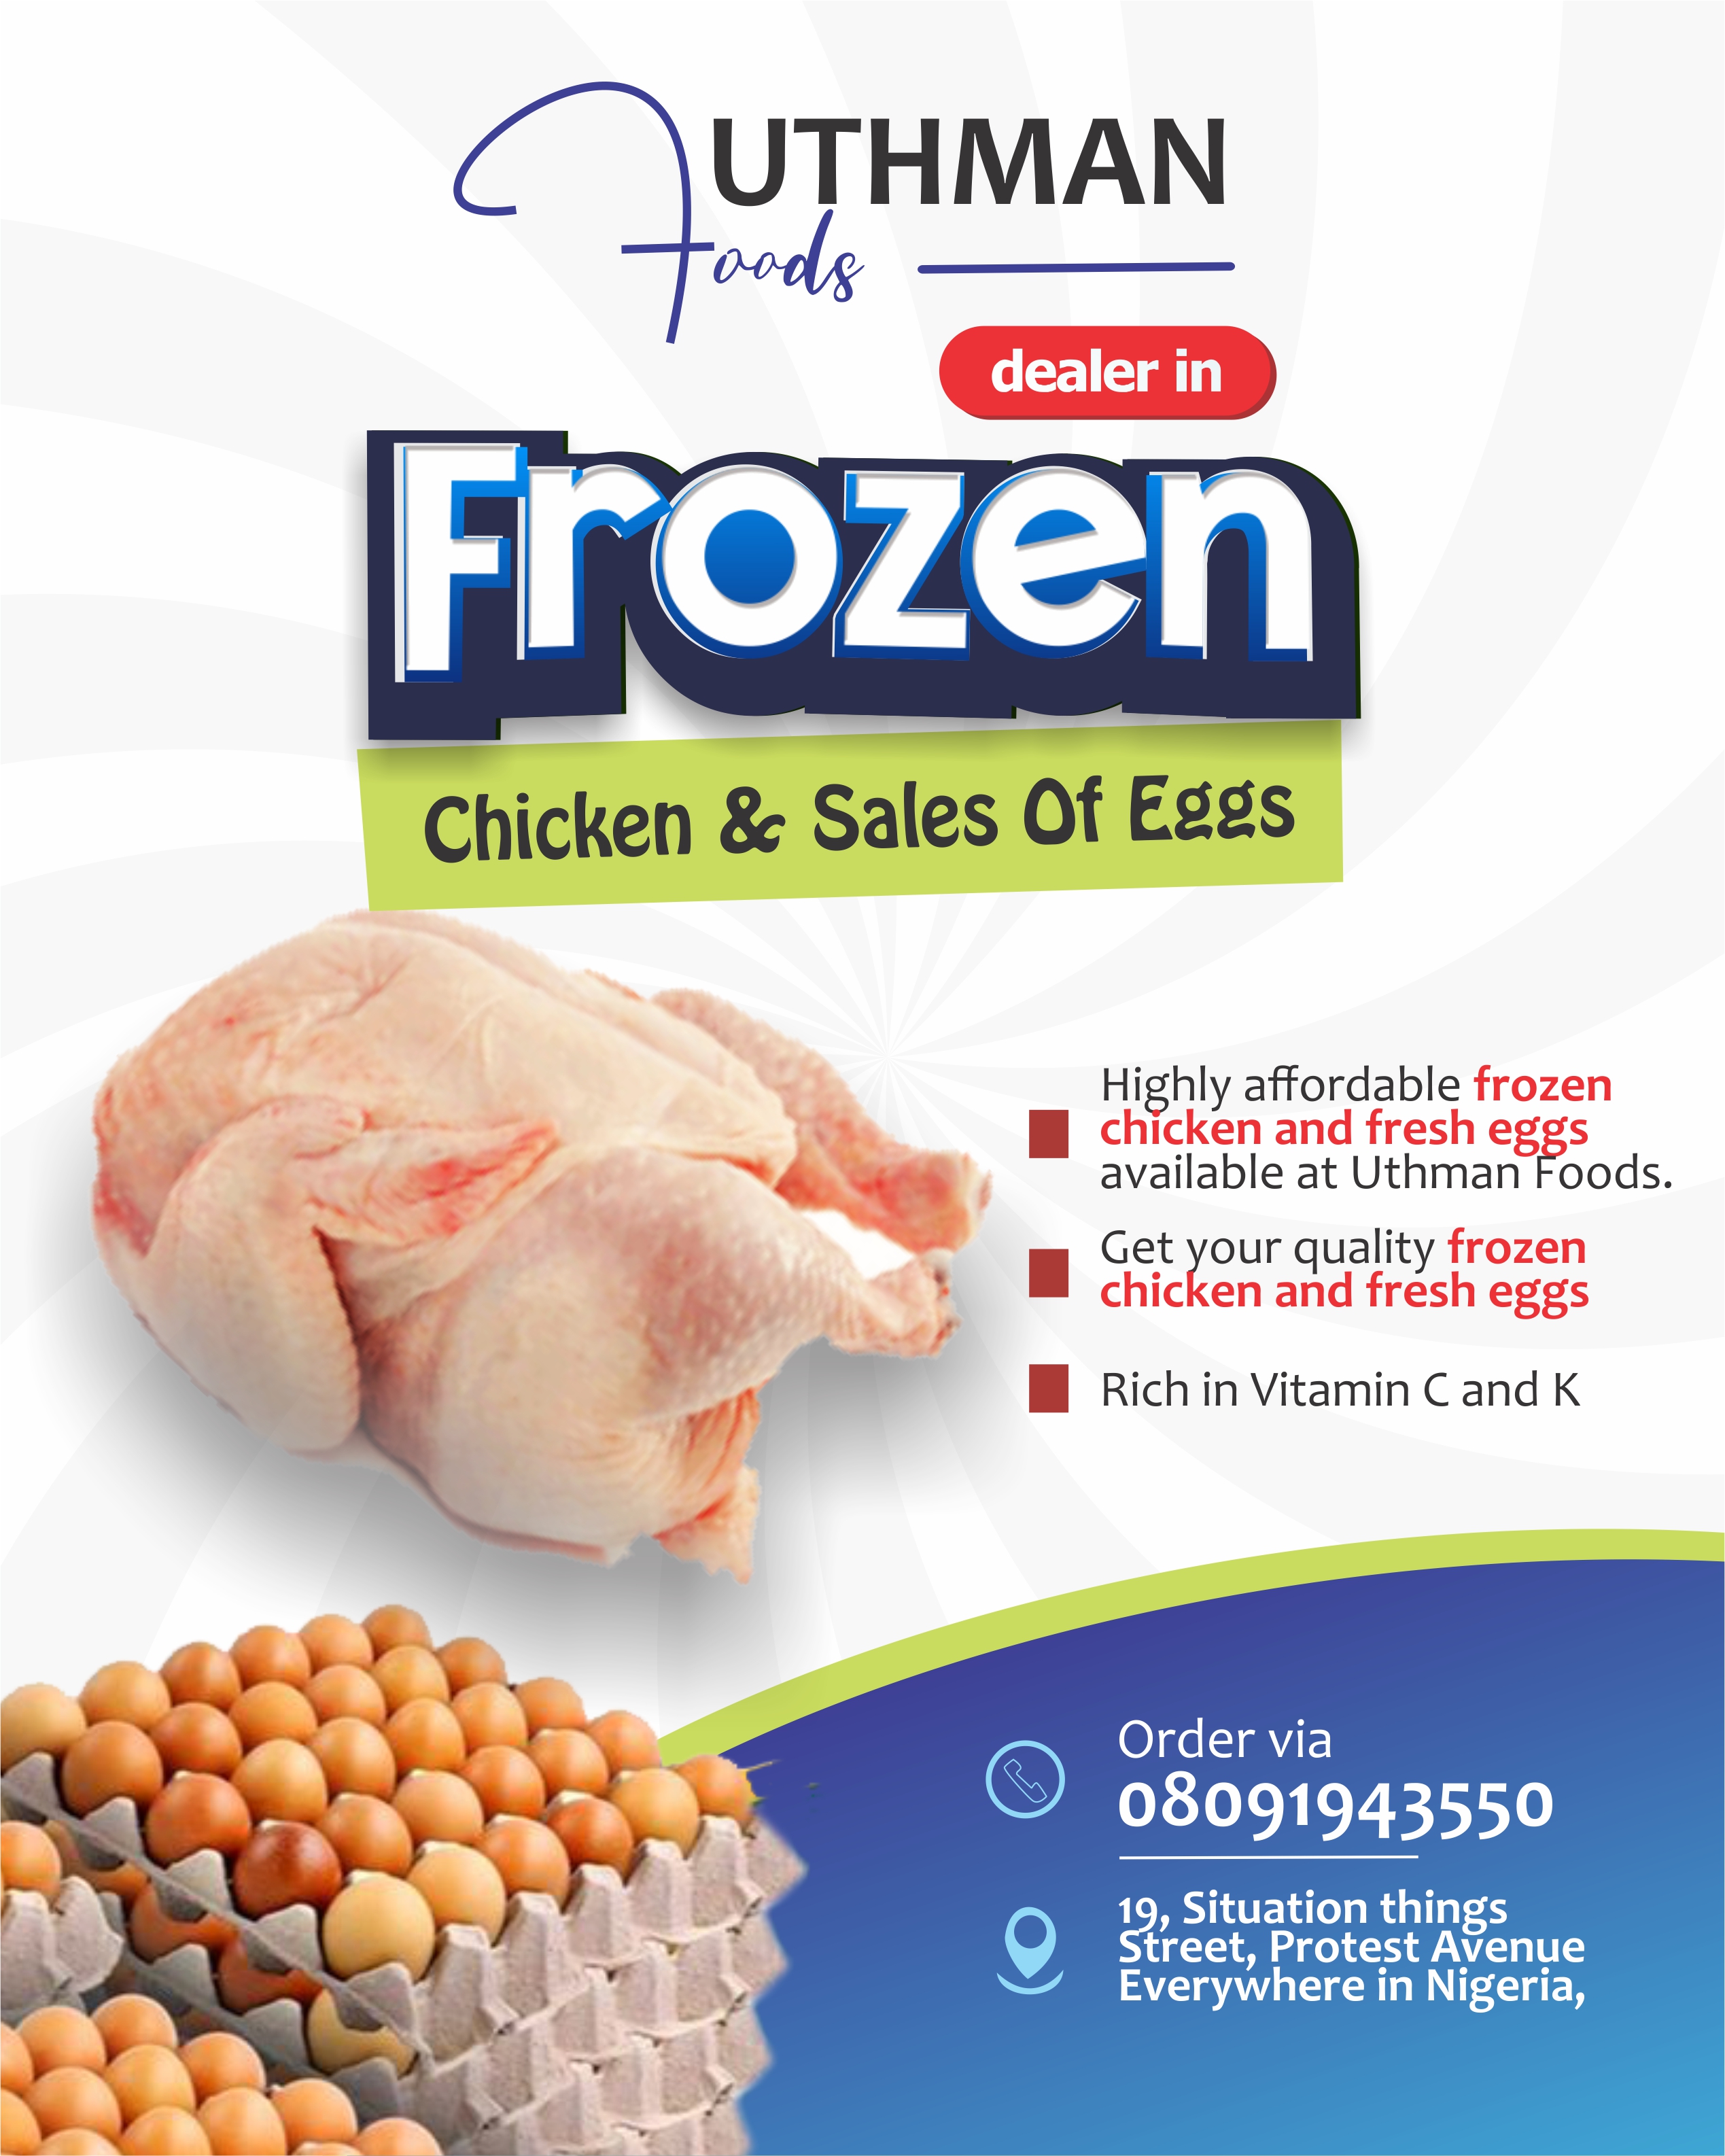 UTHMAN
Foods
dealer in
Frozen
Chicken & Sales Of Eggs
Highly affordable frozen
chicken and fresh eggs
available at Uthman Foods.
Get your quality frozen
chicken and fresh eggs
Rich in Vitamin C and K
Order via
08091943550
19, Situation things
Street, Protest Avenue
Everywhere in Nigeria,